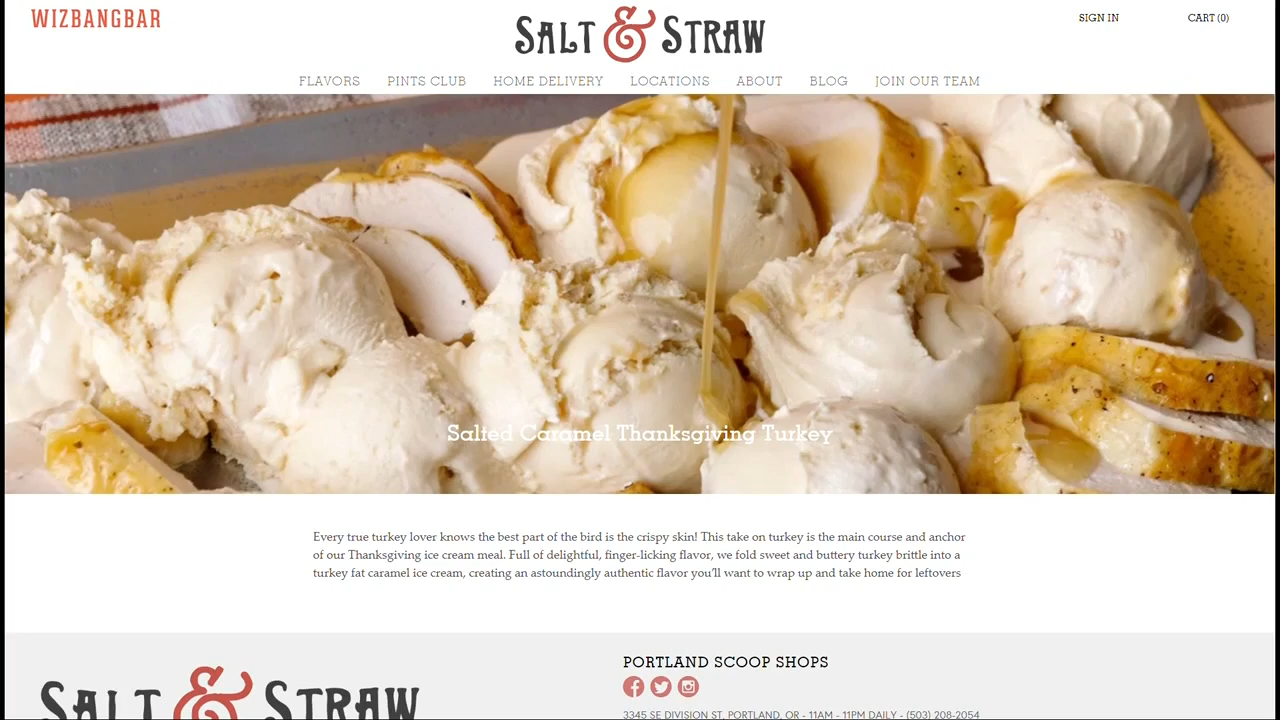 WIZBANGBAR
SALT & STRAW
SIGN IN
CART (0)
FLAVORS PINTS CLUB HOME DELIVERY LOCATIONS ABOUT BLOG JOIN OUR TEAM
Salted Caramel Thanksgiving Turkey
Every true turkey lover knows the best part of the bird is the crispy skin! This take on turkey is the main course and anchor
of our Thanksgiving ice cream meal. Full of delightful, finger-licking flavor, we fold sweet and buttery turkey brittle into a
turkey fat caramel ice cream, creating an astoundingly authentic flavor you'll want to wrap up and take home for leftovers
SALT & STRAW
PORTLAND SCOOP SHOPS
3345 SE DIVISION ST, PORTLAND, OR - 11AM - 11PM DAILY - (503) 208-2054